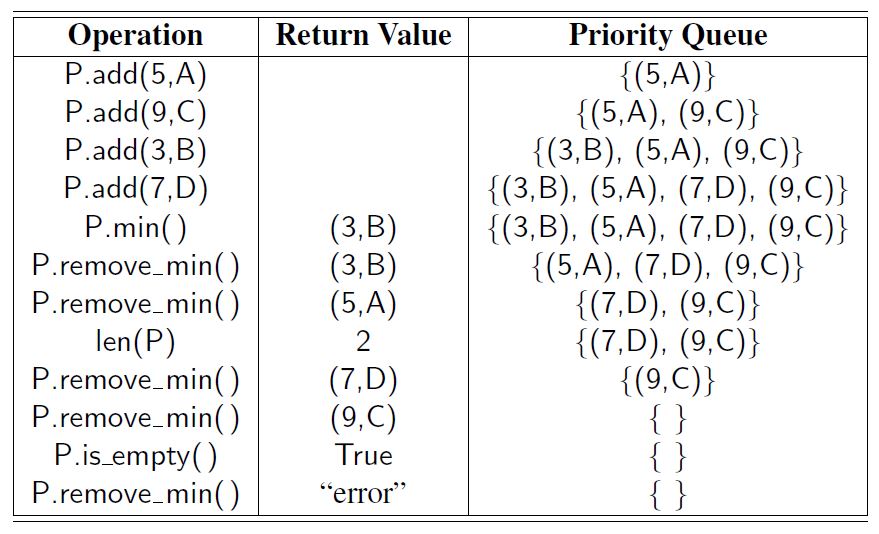 Operation Return Value Priority Queue
P.add(5,A) {(5,A)}
P.add(9,C) {(5,A), (9,C)}
P.add(3,B) {(3,B), (5,A), (9,C)}
P.add(7,D) {(3,B), (5,A), (7,D), (9,C)}
P.min( ) (3,B) {(3,B), (5,A), (7,D), (9,C)}
P.remove_min( ) (3,B) {(5,A), (7,D), (9,C)}
P.remove_min( ) (5,A) {(7,D), (9,C)}
len(P) 2 {(7,D), (9,C)}
P.remove_min( ) (7,D) {(9,C)}
P.remove_min( ) (9,C) { }
P.is_empty( ) True { }
P.remove_min( ) “error” { }